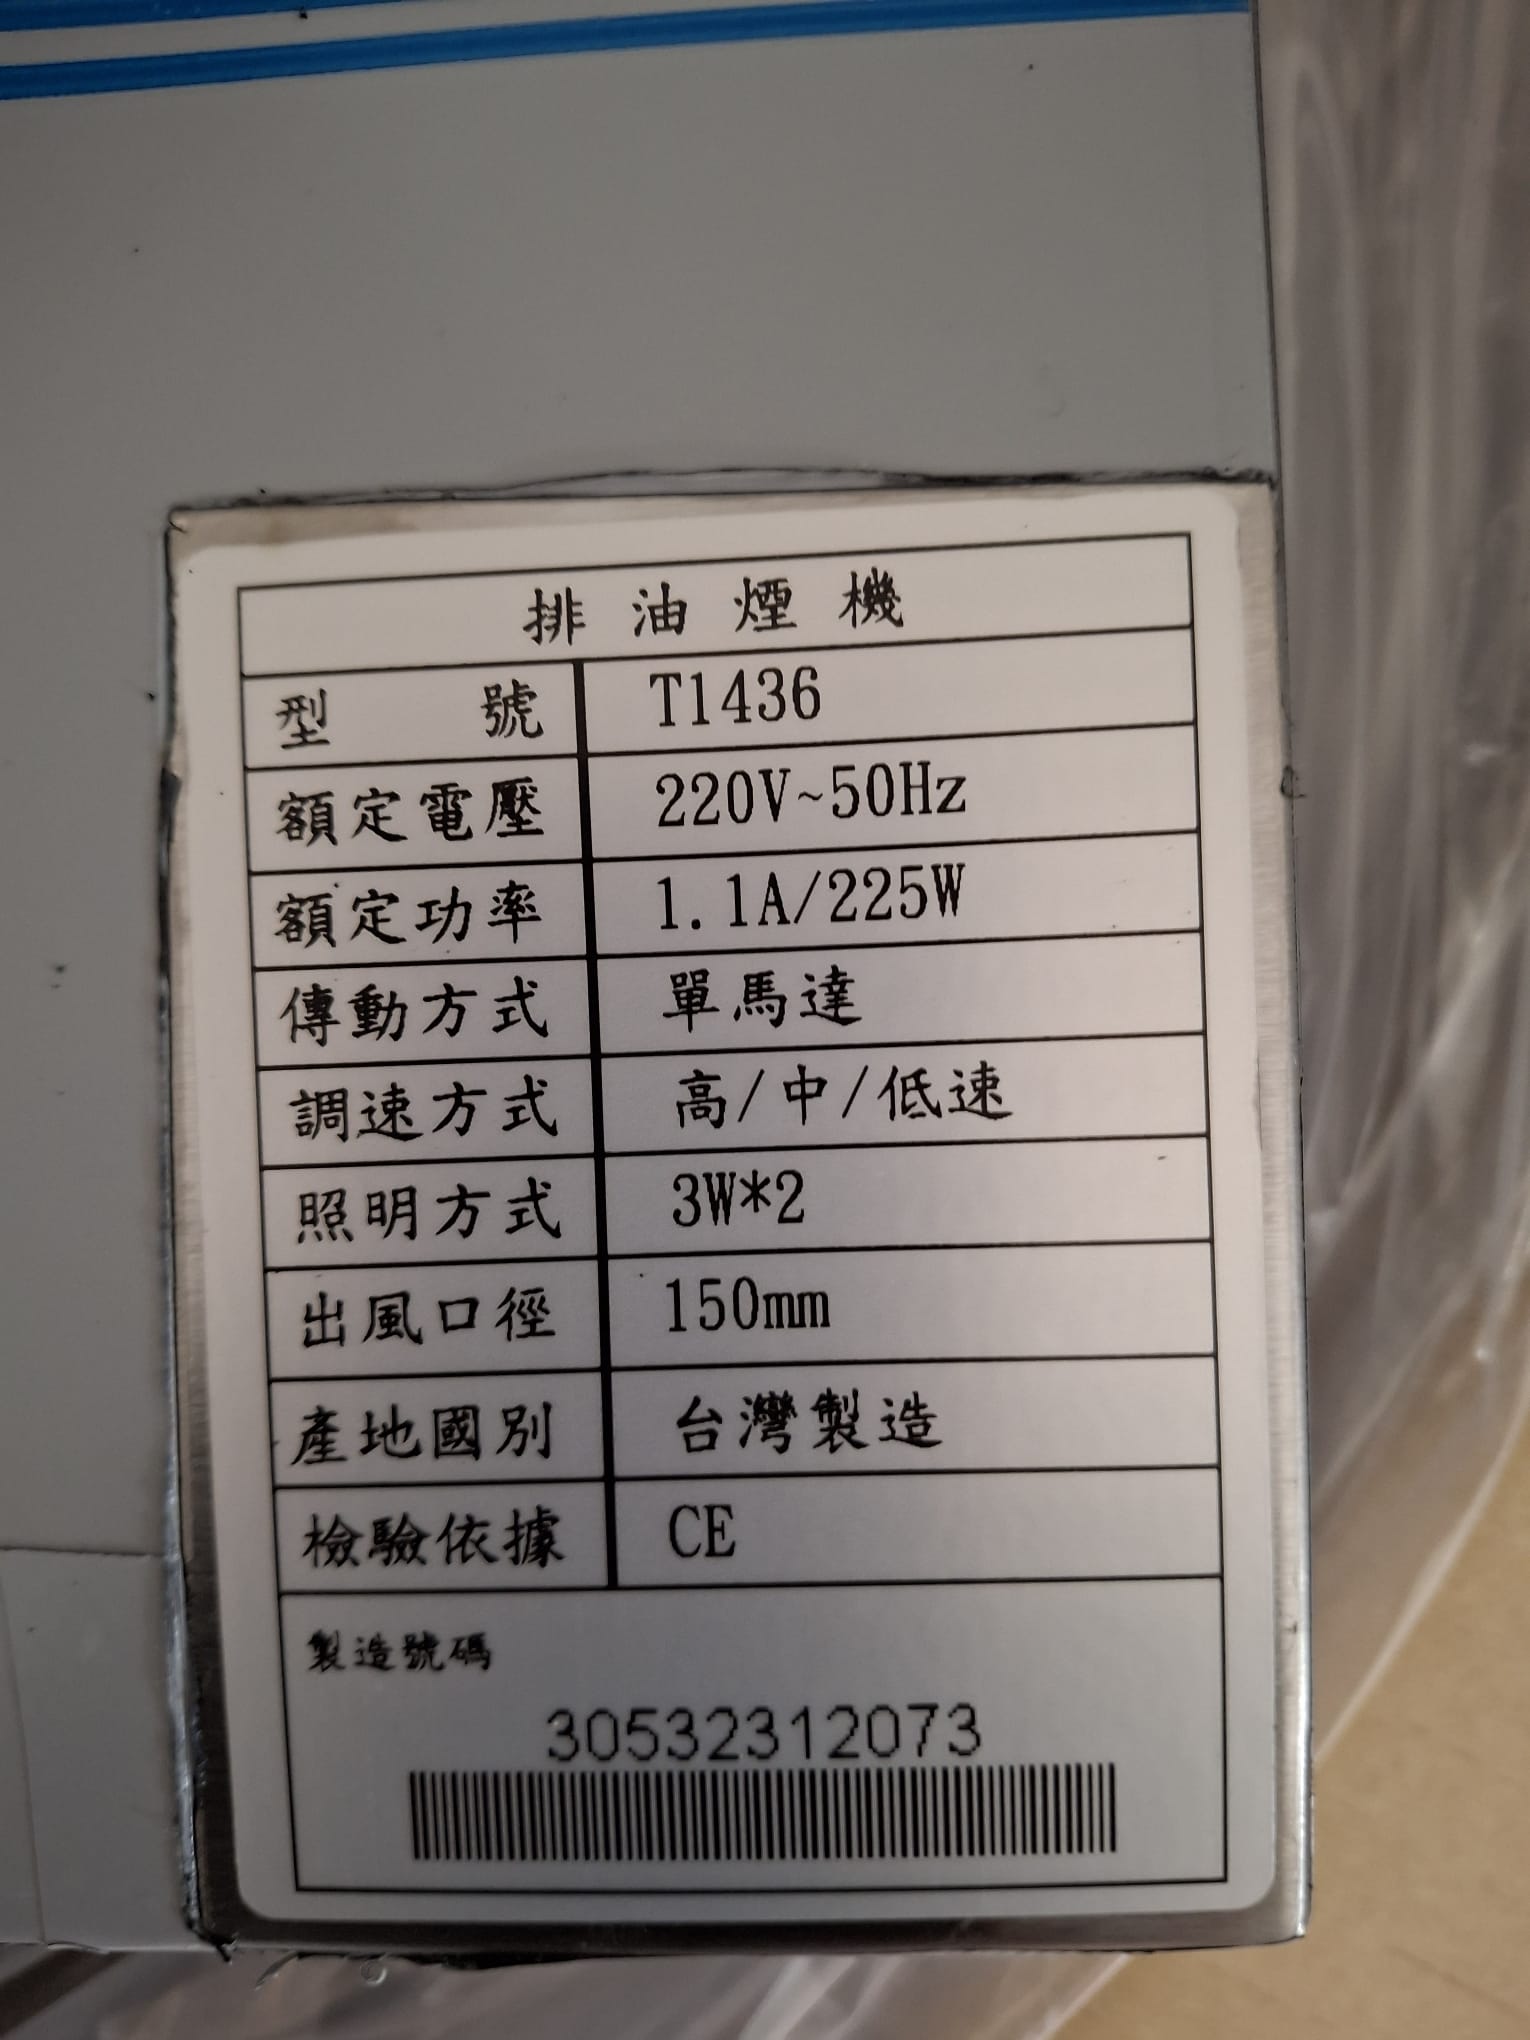 排油煙機
型號 T1436
額定電壓 220V~50Hz
額定功率 1.1A/225W
傳動方式 單馬達
調速方式 高/中/低速
照明方式 3W*2
出風口徑 150mm
產地國別 台灣製造
檢驗依據 CE
製造號碼
30532312073